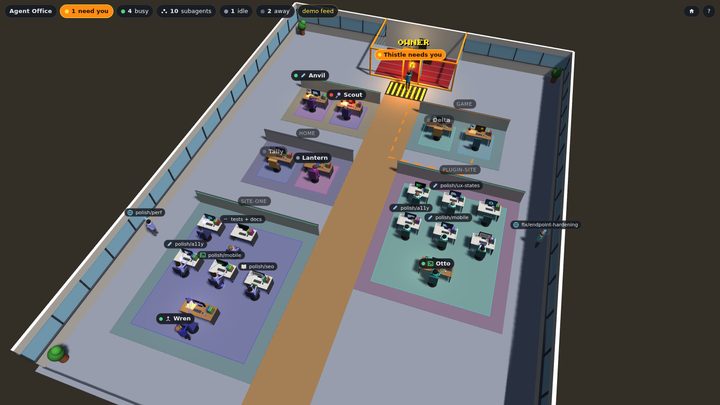 Agent Office
1 need you
4 busy
10 subagents
1 idle
2 away
demo feed
?
OWNER
Thistle needs you
Anvil
Scout
GAME
Delta
HOME
Tally
Lantern
PLUGIN-SITE
polish/ux-states
SITE-ONE
polish/a11y
polish/perf
tests + docs
polish/mobile
fix/endpoint-hardening
polish/a11y
polish/mobile
polish/seo
Otto
Wren